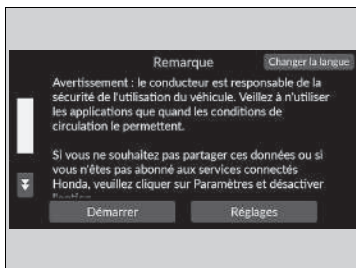 Remarque
Changer la langue
Avertissement : le conducteur est responsable de la
sécurité de l'utilisation du véhicule. Veillez à n'utiliser
les applications que quand les conditions de
circulation le permettent.
Si vous ne souhaitez pas partager ces données ou si
vous n'êtes pas abonné aux services connectés
Honda, veuillez cliquer sur Paramètres et désactiver
Démarrer
Réglages